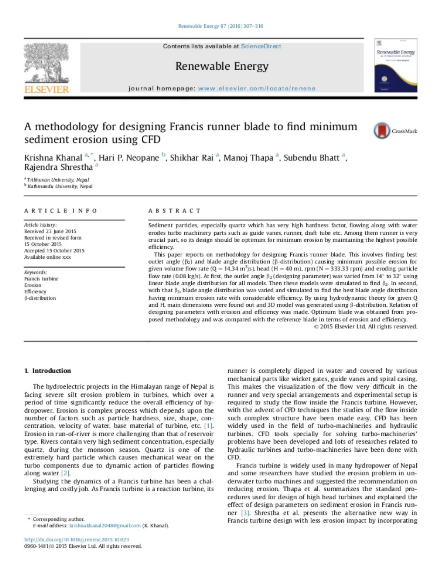 Renewable Energy 87 (2016) 307-316
Contents lists available at ScienceDirect
Renewable Energy
journal homepage: www.elsevier.com/locate/renene
ELSEVIER
Renewable Energy
A methodology for designing Francis runner blade to find minimum
sediment erosion using CFD
CrossMark
Krishna Khanal a, *, Hari P. Neopane b, Shikhar Rai a, Manoj Thapa a, Subendu Bhatt a,
Rajendra Shrestha a
a Tribhuvan University, Nepal
b Kathmandu University, Nepal
ARTICLE INFO
Article history:
Received 23 June 2015
Received in revised form
15 October 2015
Accepted 19 October 2015
Available online xxx
Keywords:
Francis turbine
Erosion
Efficiency
β-distribution
ABSTRACT
Sediment particles, especially quartz which has very high hardness factor, flowing along with water
erodes turbo machinery parts such as guide vanes, runner, draft tube etc. Among them runner is very
crucial part, so its design should be optimum for minimum erosion by maintaining the highest possible
efficiency.
This paper reports on methodology for designing Francis runner blade. This involves finding best
outlet angle (β2) and blade angle distribution (β-distribution) causing minimum possible erosion for
given volume flow rate (Q = 14.34 m3/s), head (H = 40 m), rpm (N = 333.33 rpm) and eroding particle
flow rate (0.08 kg/s). At first, the outlet angle β2 (designing parameter) was varied from 14° to 32° using
linear blade angle distribution for all models. Then these models were simulated to find β2. In second,
with that β2, blade angle distribution was varied and simulated to find the best blade angle distribution
having minimum erosion rate with considerable efficiency. By using hydrodynamic theory for given Q
and H, main dimensions were found out and 3D model was generated using β-distribution. Relation of
designing parameters with erosion and efficiency was made. Optimum blade was obtained from pro-
posed methodology and was compared with the reference blade in terms of erosion and efficiency.
© 2015 Elsevier Ltd. All rights reserved.
1. Introduction
The hydroelectric projects in the Himalayan range of Nepal is
facing severe silt erosion problem in turbines, which over a
period of time significantly reduce the overall efficiency of hy-
dropower. Erosion is complex process which depends upon the
number of factors such as particle hardness, size, shape, con-
centration, velocity of water, base material of turbine, etc. [1].
Erosion in run-of-river is more challenging than that of reservoir
type. Rivers contain very high sediment concentration, especially
quartz, during the monsoon season. Quartz is one of the
extremely hard particle which causes mechanical wear on the
turbo components due to dynamic action of particles flowing
along water [2].
Studying the dynamics of a Francis turbine has been a chal-
lenging and costly job. As Francis turbine is a reaction turbine, its
* Corresponding author.
E-mail address: krishnakhanal2048@gmail.com (K. Khanal).
http://dx.doi.org/10.1016/j.renene.2015.10.023
0960-1481/© 2015 Elsevier Ltd. All rights reserved.
runner is completely dipped in water and covered by various
mechanical parts like wicket gates, guide vanes and spiral casing.
This makes the visualization of the flow very difficult in the
runner and very special arrangements and experimental setup is
required to study the flow inside the Francis turbine. However,
with the advent of CFD techniques the studies of the flow inside
such complex structure have been made easy. CFD has been
widely used in the field of turbo-machineries and hydraulic
turbines. CFD tools specially for solving turbo-machineries'
problems have been developed and lots of researches related to
hydraulic turbines and turbo-machineries have been done with
CFD.
Francis turbine is widely used in many hydropower of Nepal
and some researchers have studied the erosion problem in un-
derwater turbo machines and suggested the recommendation on
reducing erosion. Thapa et al. summarizes the standard pro-
cedures used for design of high head turbines and explained the
effect of design parameters on sediment erosion in Francis run-
ner [3]. Shrestha et al. presents the alternative new way in
Francis turbine design with less erosion impact by incorporating